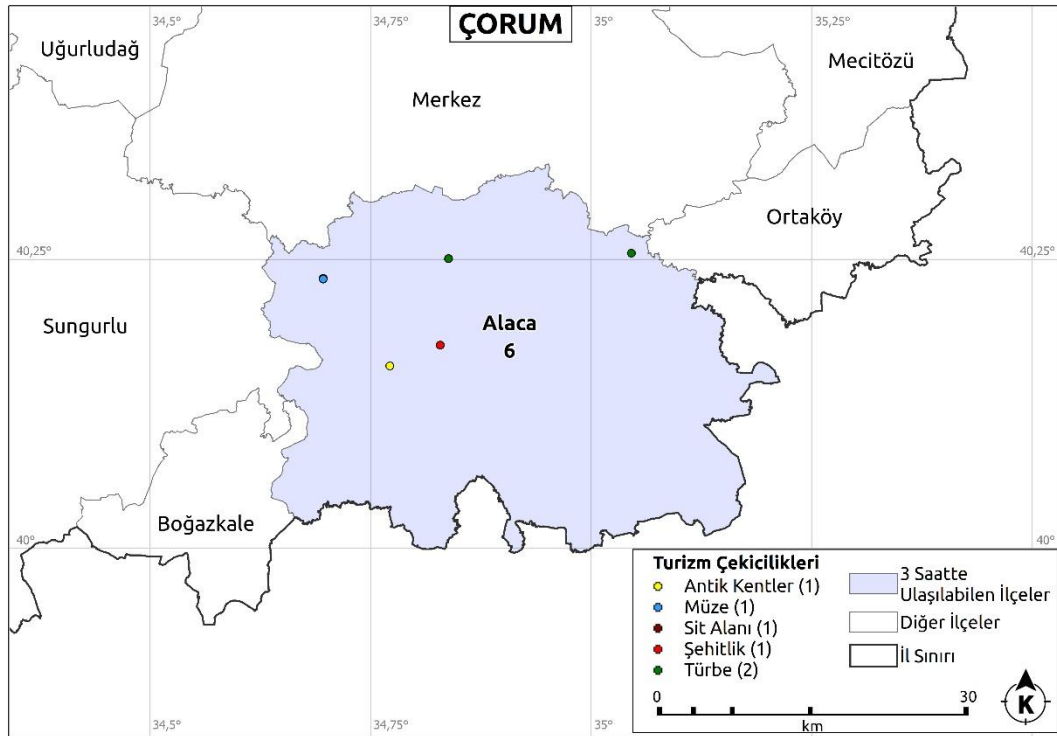 ÇORUM
34,5°
34,75°
35°
35,25°
Uğurludağ
Mecitözü
Merkez
Ortaköy
40,25°
40,25°
Sungurlu
Alaca
6
Boğazkale
40°
40°
Turizm Çekicilikleri
Antik Kentler (1)
Müze (1)
Sit Alanı (1)
Şehitlik (1)
Türbe (2)
3 Saatte
Ulaşılabilen İlçeler
Diğer İlçeler
İl Sınırı
0
30
km
K
34,5°
34,75°
35°